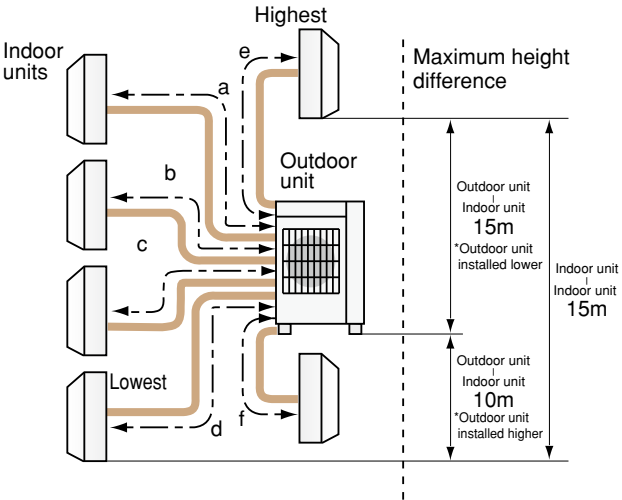 Highest
Indoor
units
e
a
Maximum height
difference
b
Outdoor
unit
c
Outdoor unit
Indoor unit
15m
*Outdoor unit
installed lower
Indoor unit
Indoor unit
15m
Lowest
d
f
Outdoor unit
Indoor unit
10m
*Outdoor unit
installed higher